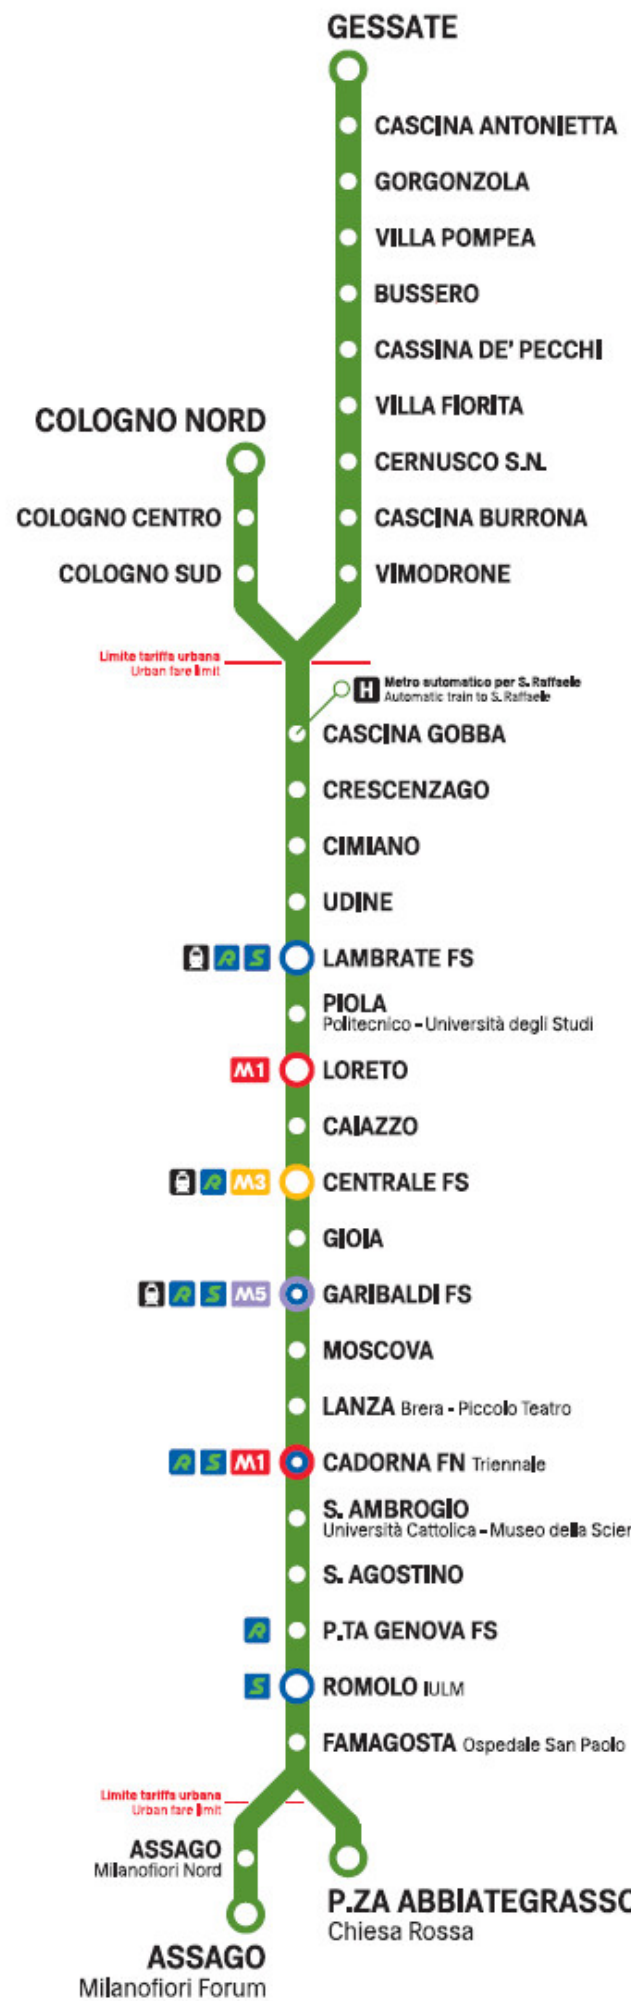 GESSATE
CASCINA ANTONIETTA
GORGONZOLA
VILLA POMPEA
BUSSERO
CASSINA DE' PECCHI
VILLA FIORITA
COLOGNO NORD
CERNUSCO S.N.
COLOGNO CENTRO
CASCINA BURRONA
COLOGNO SUD
VIMODRONE
Limite tariffa urbana
Urban fare limit
H Metro automatico per S. Raffaele
Automatic train to S. Raffaele
CASCINA GOBBA
CRESCENZAGO
CIMIANO
UDINE
R S LAMBRATE FS
PIOLA
Politecnico - Università degli Studi
M1 LORETO
CAIAZZO
R M3 CENTRALE FS
GIOIA
R S M5 GARIBALDI FS
MOSCOVA
LANZA Brera - Piccolo Teatro
R S M1 CADORNA FN Triennale
S. AMBROGIO
Università Cattolica - Museo della Scien
S. AGOSTINO
R P.TA GENOVA FS
S ROMOLO IULM
FAMAGOSTA Ospedale San Paolo
Limite tariffa urbana
Urban fare limit
ASSAGO
Milanofiori Nord
P.ZA ABBIATEGRASSO
Chiesa Rossa
ASSAGO
Milanofiori Forum